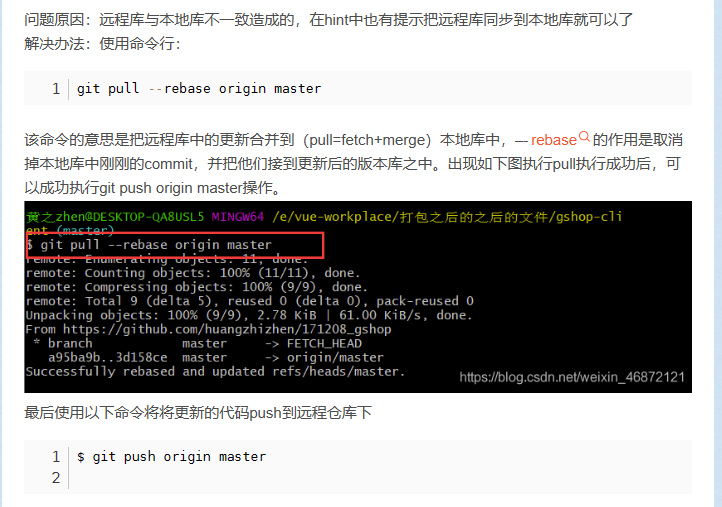 问题原因：远程库与本地库不一致造成的，在hint中也有提示把远程库同步到本地库就可以了
解决办法：使用命令行：
1 git pull --rebase origin master
该命令的意思是把远程库中的更新合并到（pull=fetch+merge）本地库中，—- rebase 的作用是取消
掉本地库中刚刚的commit，并把他们接到更新后的版本库之中。出现如下图执行pull执行成功后，可
以成功执行git push origin master操作。
黄之zhen@DESKTOP-QA8USL5 MINGW64 /e/vue-workplace/打包之后的之后的文件/gshop-cli
ent (master)
$ git pull --rebase origin master
remote: Enumerating objects: 11, done.
remote: Counting objects: 100% (11/11), done.
remote: Compressing objects: 100% (9/9), done.
remote: Total 9 (delta 5), reused 0 (delta 0), pack-reused 0
Unpacking objects: 100% (9/9), 2.78 KiB | 61.00 KiB/s, done.
From https://github.com/huangzhizhen/171208_gshop
* branch master -> FETCH_HEAD
a95ba9b..3d158ce master -> origin/master
Successfully rebased and updated refs/heads/master.
https://blog.csdn.net/weixin_46872121
最后使用以下命令将将更新的代码push到远程仓库下
1 $ git push origin master
2